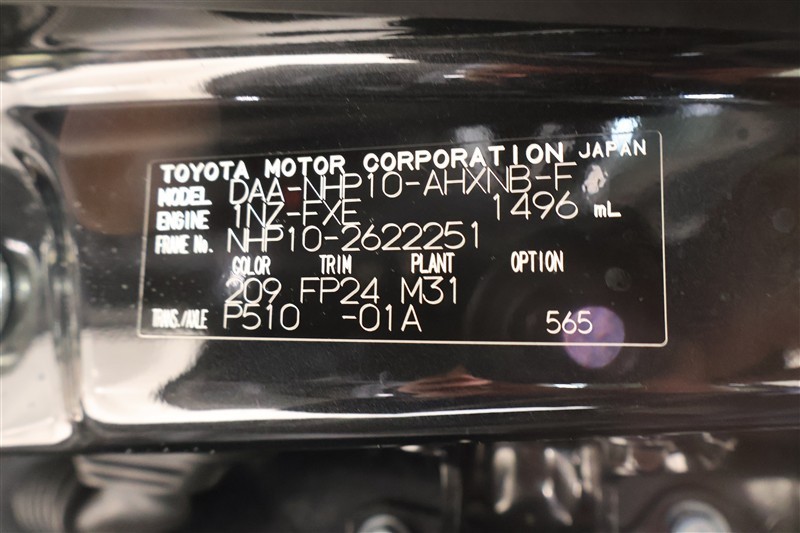 TOYOTA MOTOR CORPORATION JAPAN
MODEL DAA-NHP10-AHXNB-F
ENGINE 1NZ-FXE 1496 mL
FRAME No. NHP10-2622251
COLOR TRIM PLANT OPTION
209 FP24 M31
TRANS./AXLE P510 -01A 565